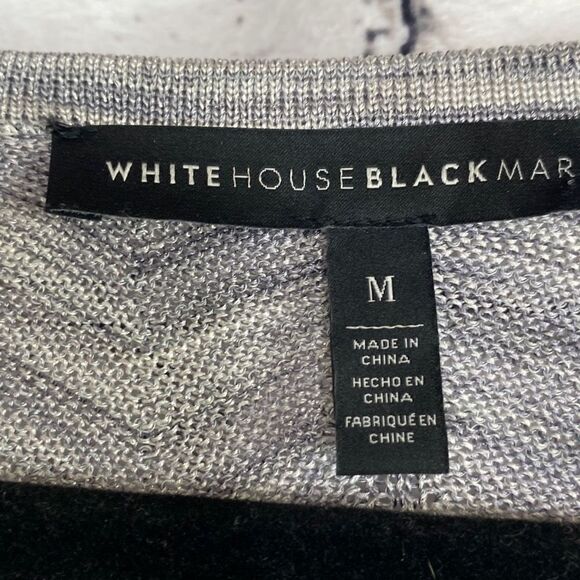 WHITE HOUSE BLACK MAR
M
MADE IN
CHINA
HECHO EN
CHINA
FABRIQUÉ EN
CHINE